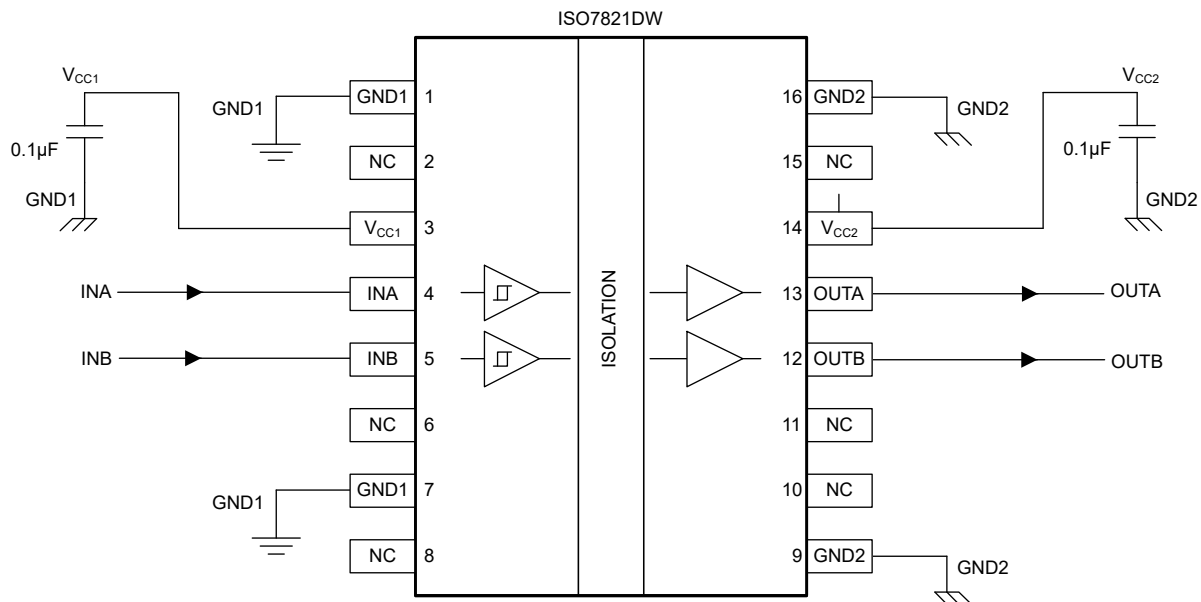 ISO7821DW
VCC1
VCC2
GND1
GND1
1
16
GND2
GND2
0.1µF
NC
2
15
NC
0.1µF
GND1
VCC1
3
14
VCC2
GND2
INA
INA
4
13
OUTA
OUTA
ISOLATION
INB
INB
5
12
OUTB
OUTB
NC
6
11
NC
GND1
GND1
7
10
NC
NC
8
9
GND2
GND2